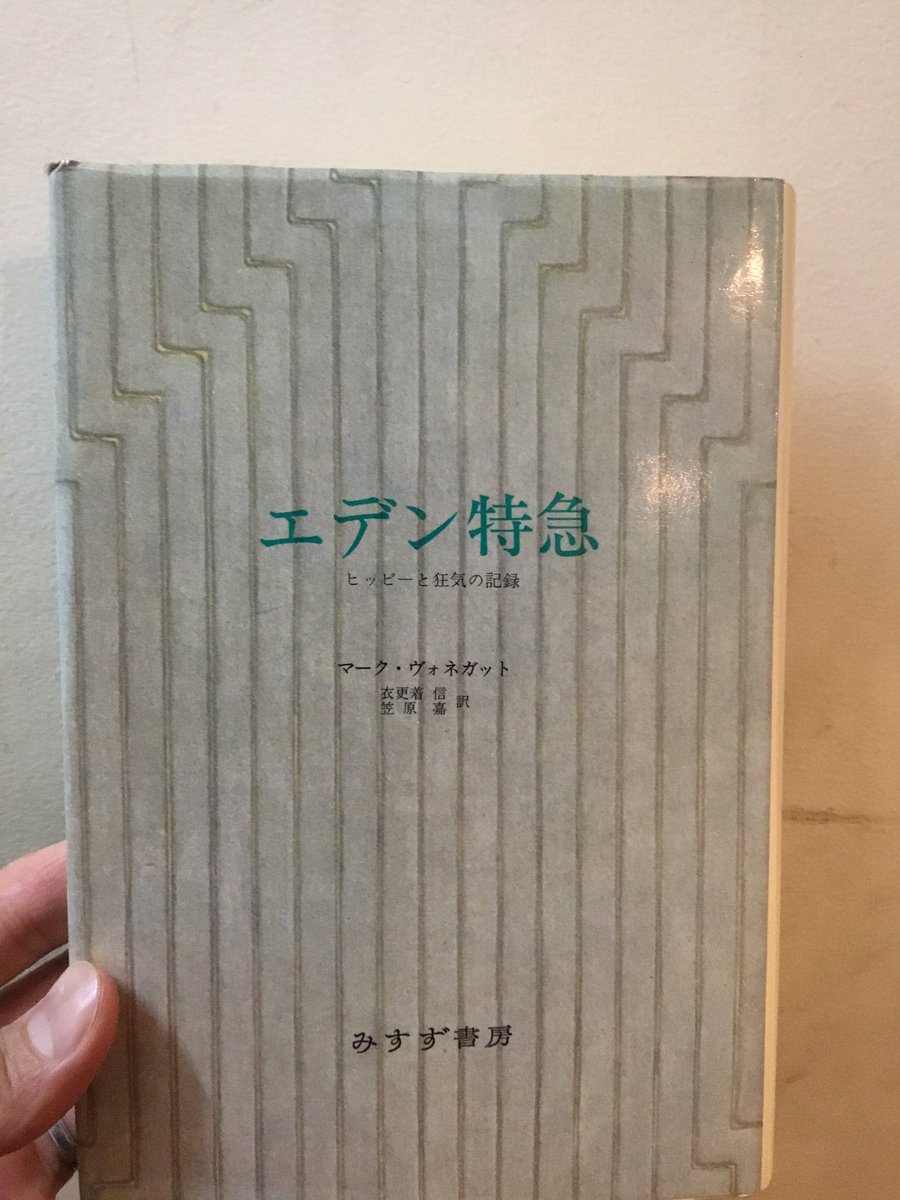 エデン特急
ヒッピーと狂気の記録
マーク・ヴォネガット
衣更着 信
笠原 嘉 訳
みすず書房